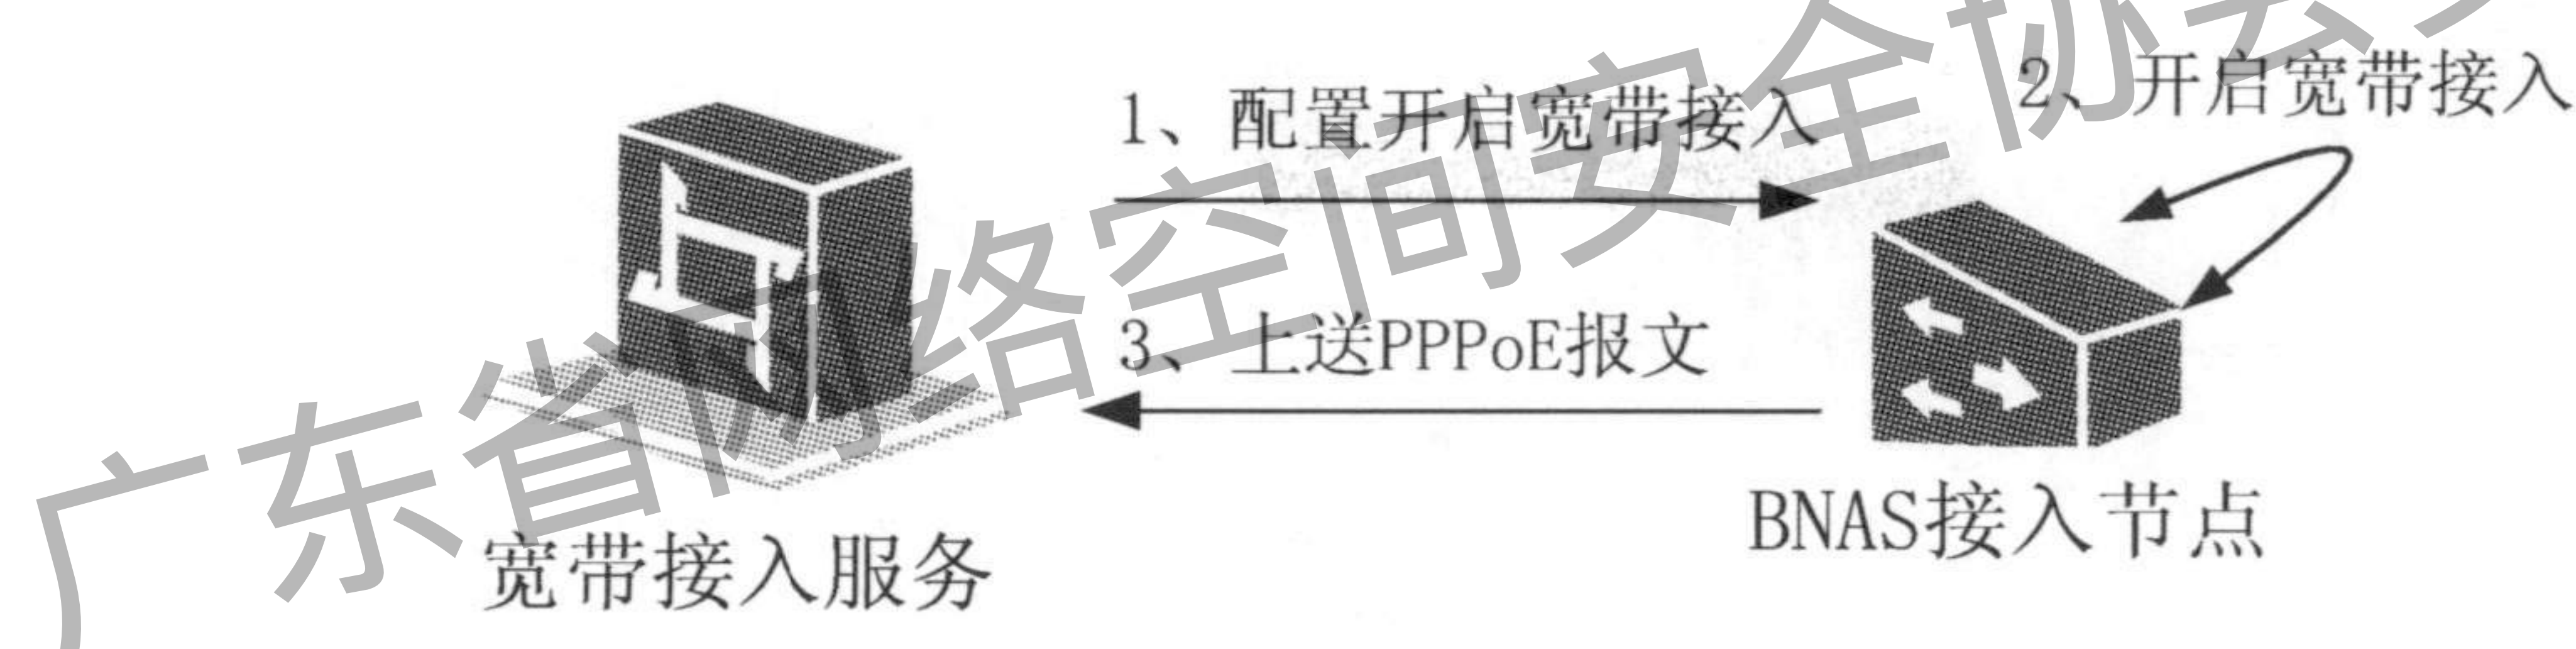 1、配置开启宽带接入
2、开启宽带接入
3、上送PPPoE报文
宽带接入服务
BNAS接入节点
广东省网络空间安全协会